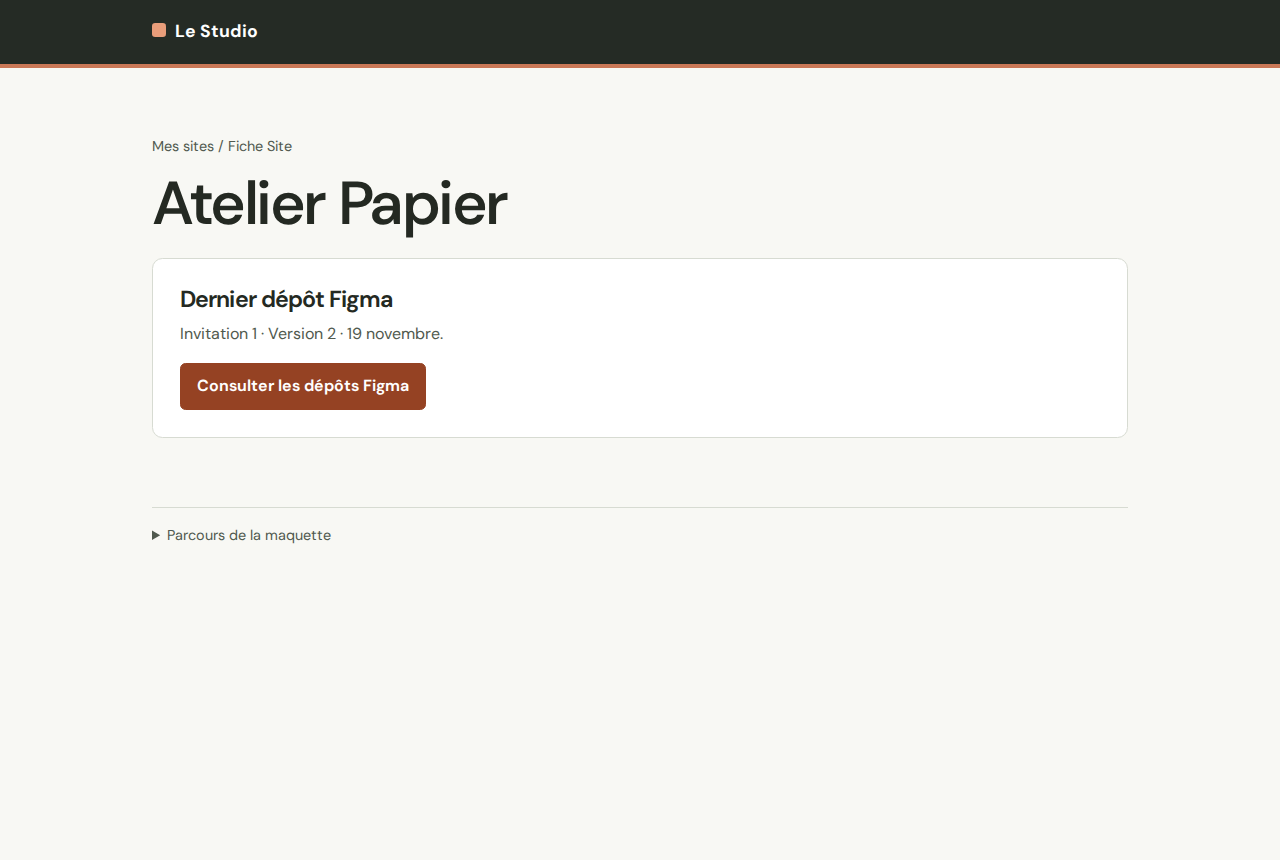 Le Studio
Mes sites / Fiche Site
Atelier Papier
Dernier dépôt Figma
Invitation 1 · Version 2 · 19 novembre.
Consulter les dépôts Figma
Parcours de la maquette